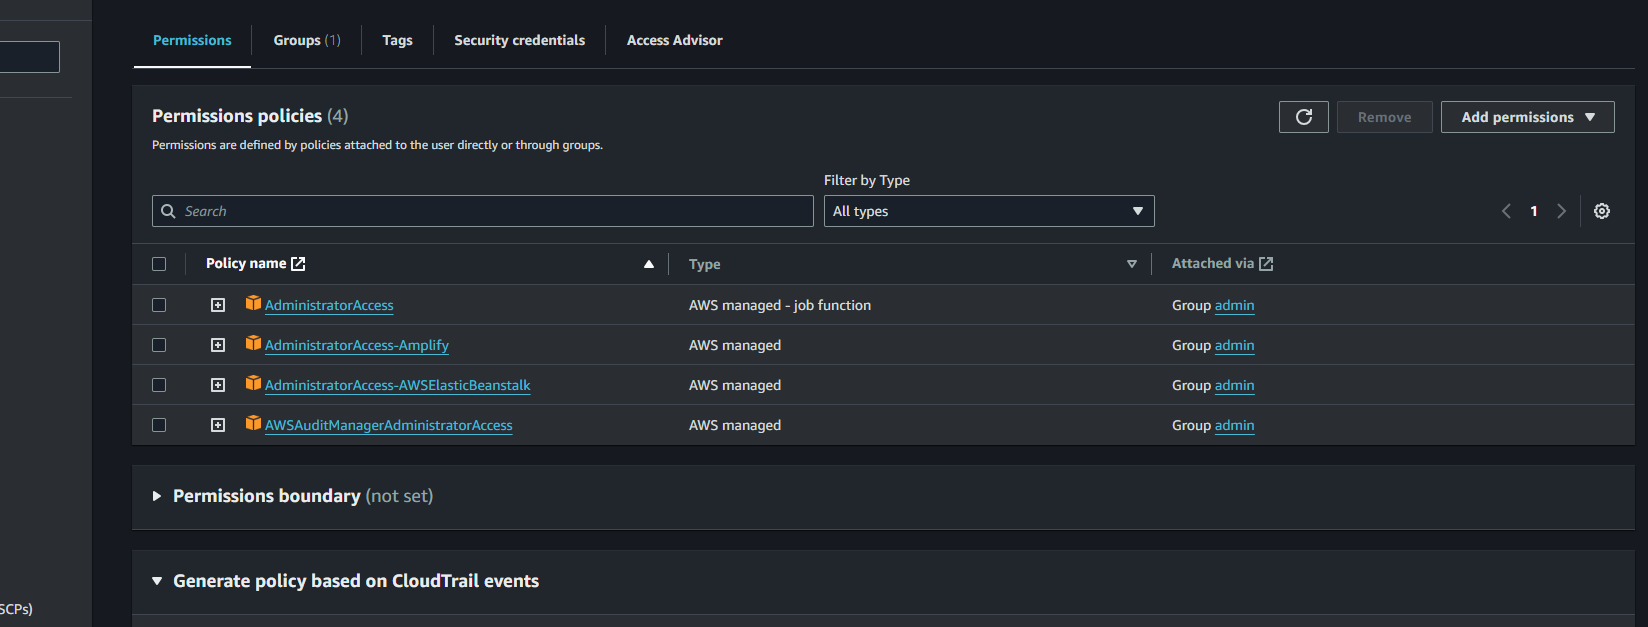 Permissions
Groups (1)
Tags
Security credentials
Access Advisor
Permissions policies (4)
Remove
Add permissions
Permissions are defined by policies attached to the user directly or through groups.
Filter by Type
Search
All types
1
Policy name
Type
Attached via
AdministratorAccess
AWS managed - job function
Group admin
AdministratorAccess-Amplify
AWS managed
Group admin
AdministratorAccess-AWSElasticBeanstalk
AWS managed
Group admin
AWSAuditManagerAdministratorAccess
AWS managed
Group admin
Permissions boundary (not set)
Generate policy based on CloudTrail events
SCPs)